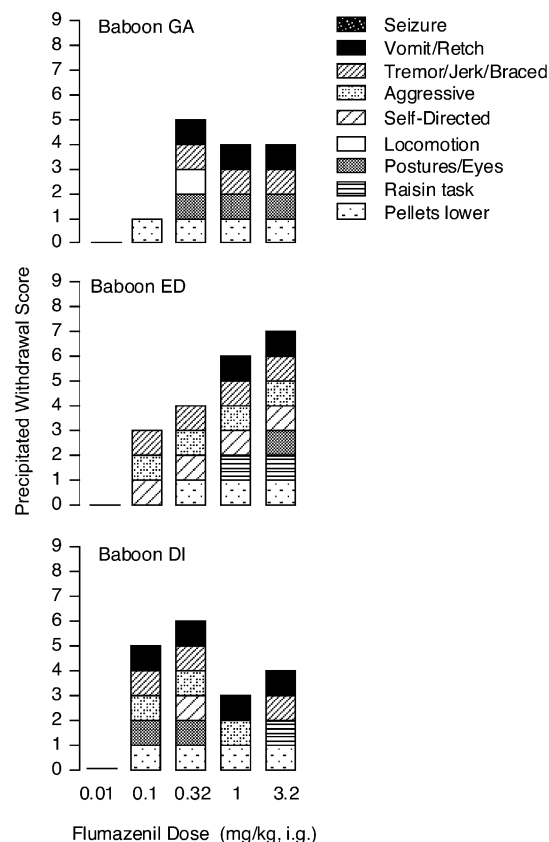 Baboon GA
Seizure
Vomit/Retch
Tremor/Jerk/Braced
Aggressive
Self-Directed
Locomotion
Postures/Eyes
Raisin task
Pellets lower
9
8
7
6
5
4
3
2
1
0
Precipitated Withdrawal Score
Baboon ED
9
8
7
6
5
4
3
2
1
0
Baboon DI
9
8
7
6
5
4
3
2
1
0
0.01 0.1 0.32 1 3.2
Flumazenil Dose (mg/kg, i.g.)